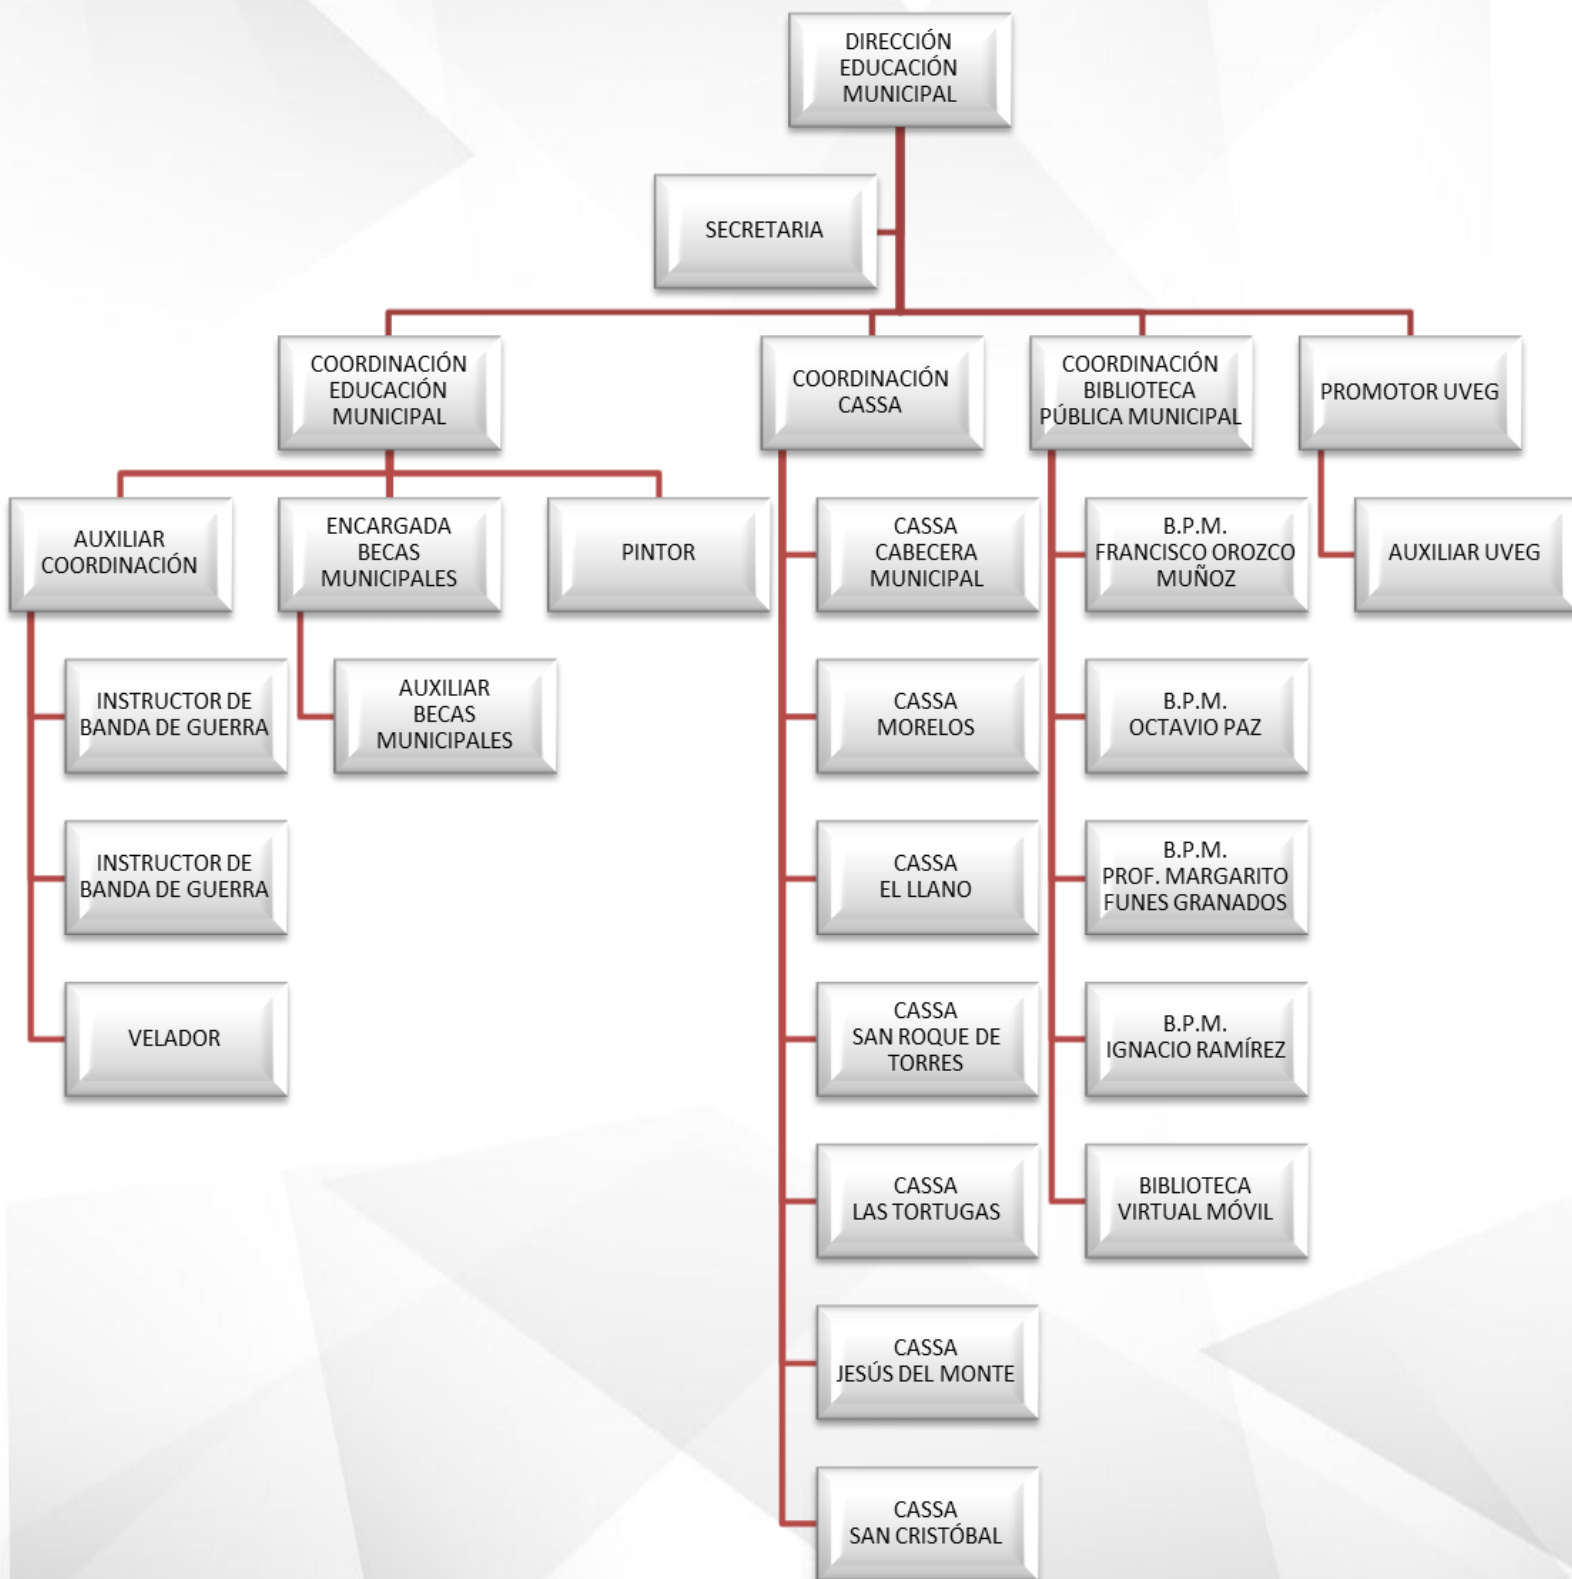 DIRECCIÓN
EDUCACIÓN
MUNICIPAL
SECRETARIA
COORDINACIÓN
EDUCACIÓN
MUNICIPAL
COORDINACIÓN
CASSA
COORDINACIÓN
BIBLIOTECA
PÚBLICA MUNICIPAL
PROMOTOR UVEG
AUXILIAR
COORDINACIÓN
ENCARGADA
BECAS
MUNICIPALES
PINTOR
CASSA
CABECERA
MUNICIPAL
B.P.M.
FRANCISCO OROZCO
MUÑOZ
AUXILIAR UVEG
INSTRUCTOR DE
BANDA DE GUERRA
AUXILIAR
BECAS
MUNICIPALES
CASSA
MORELOS
B.P.M.
OCTAVIO PAZ
INSTRUCTOR DE
BANDA DE GUERRA
CASSA
EL LLANO
B.P.M.
PROF. MARGARITO
FUNES GRANADOS
VELADOR
CASSA
SAN ROQUE DE
TORRES
B.P.M.
IGNACIO RAMÍREZ
CASSA
LAS TORTUGAS
BIBLIOTECA
VIRTUAL MÓVIL
CASSA
JESÚS DEL MONTE
CASSA
SAN CRISTÓBAL